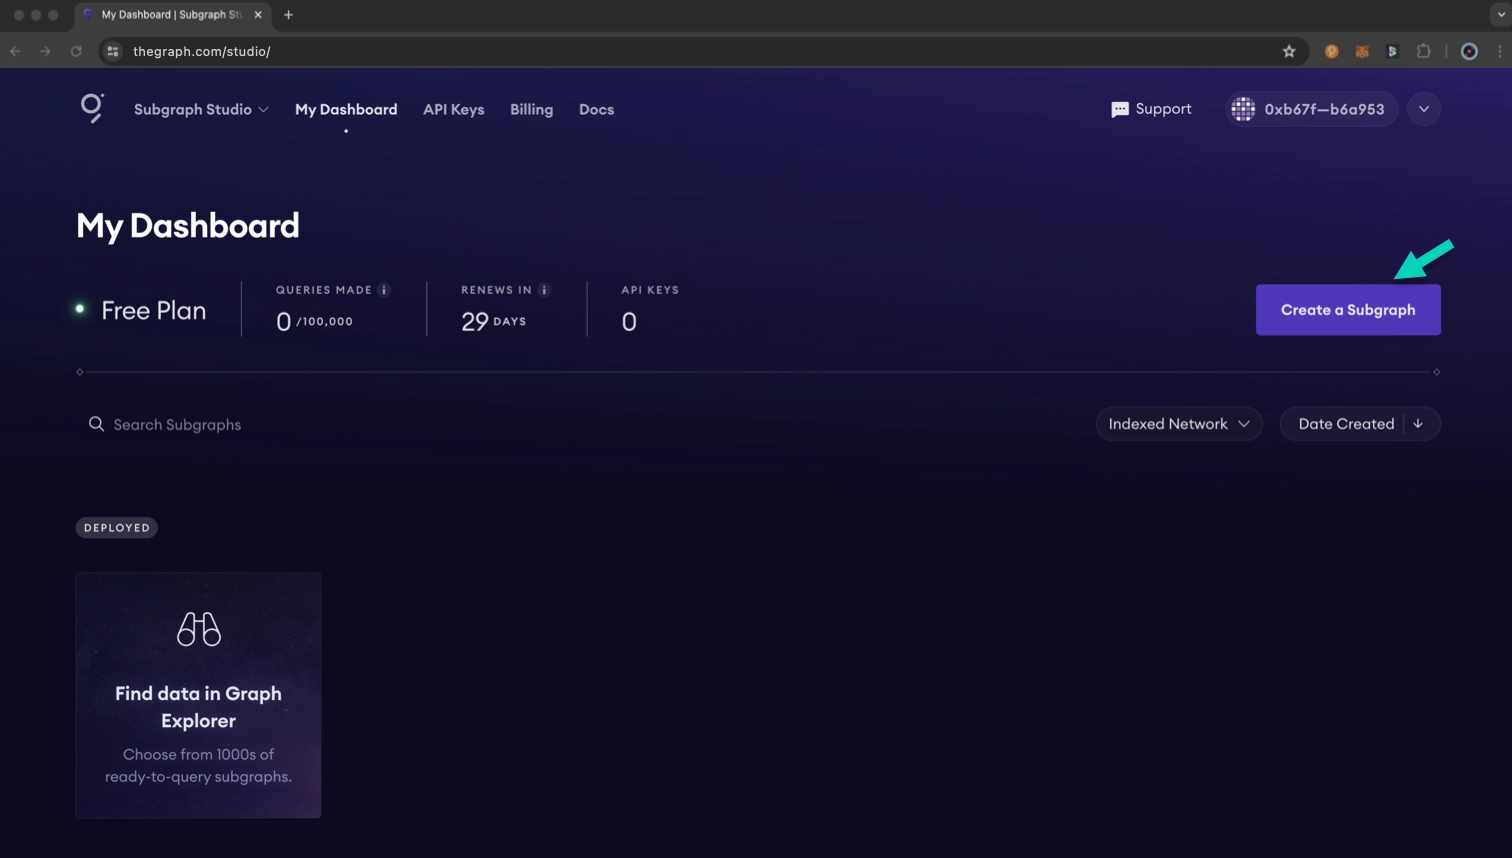 My Dashboard | Subgraph Stu
thegraph.com/studio/
Subgraph Studio My Dashboard API Keys Billing Docs Support 0xb67f—b6a953
My Dashboard
Free Plan
QUERIES MADE
0 /100,000
RENEWS IN
29 DAYS
API KEYS
0
Create a Subgraph
Search Subgraphs Indexed Network Date Created
DEPLOYED
Find data in Graph
Explorer
Choose from 1000s of
ready-to-query subgraphs.